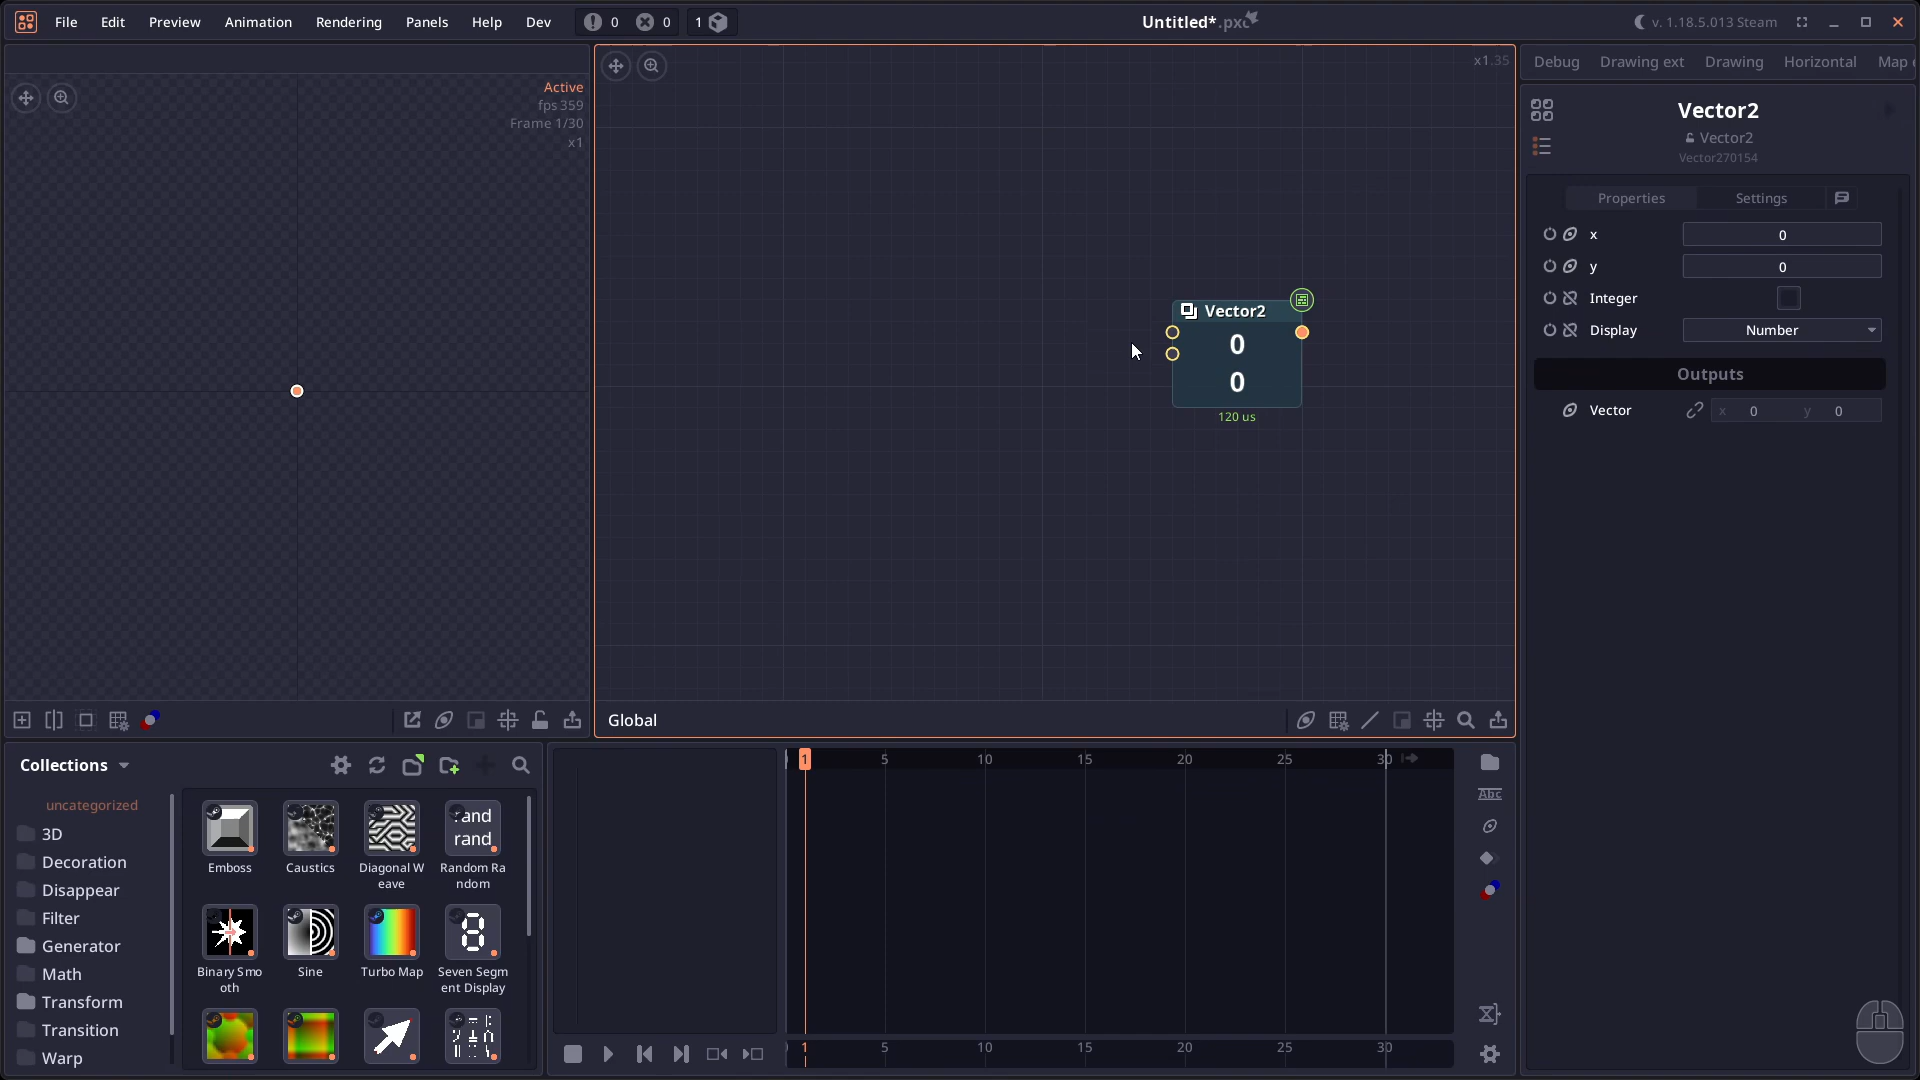 File Edit Preview Animation Rendering Panels Help Dev 0 0 1 Untitled*.pxc v. 1.18.5.013 Steam
Active
fps 359
Frame 1/30
x1
x1.35
Vector2
0
0
120 us
Global
Debug Drawing ext Drawing Horizontal Map
Vector2
Vector2
Vector270154
Properties Settings
x 0
y 0
Integer
Display Number
Outputs
Vector x 0 y 0
Collections
uncategorized
3D
Decoration
Disappear
Filter
Generator
Math
Transform
Transition
Warp
Emboss
Caustics
Diagonal W
eave
rand
rand
Random Ra
ndom
Binary Smo
oth
Sine
Turbo Map
Seven Segm
ent Display
1 5 10 15 20 25 30
Abc
1 5 10 15 20 25 30